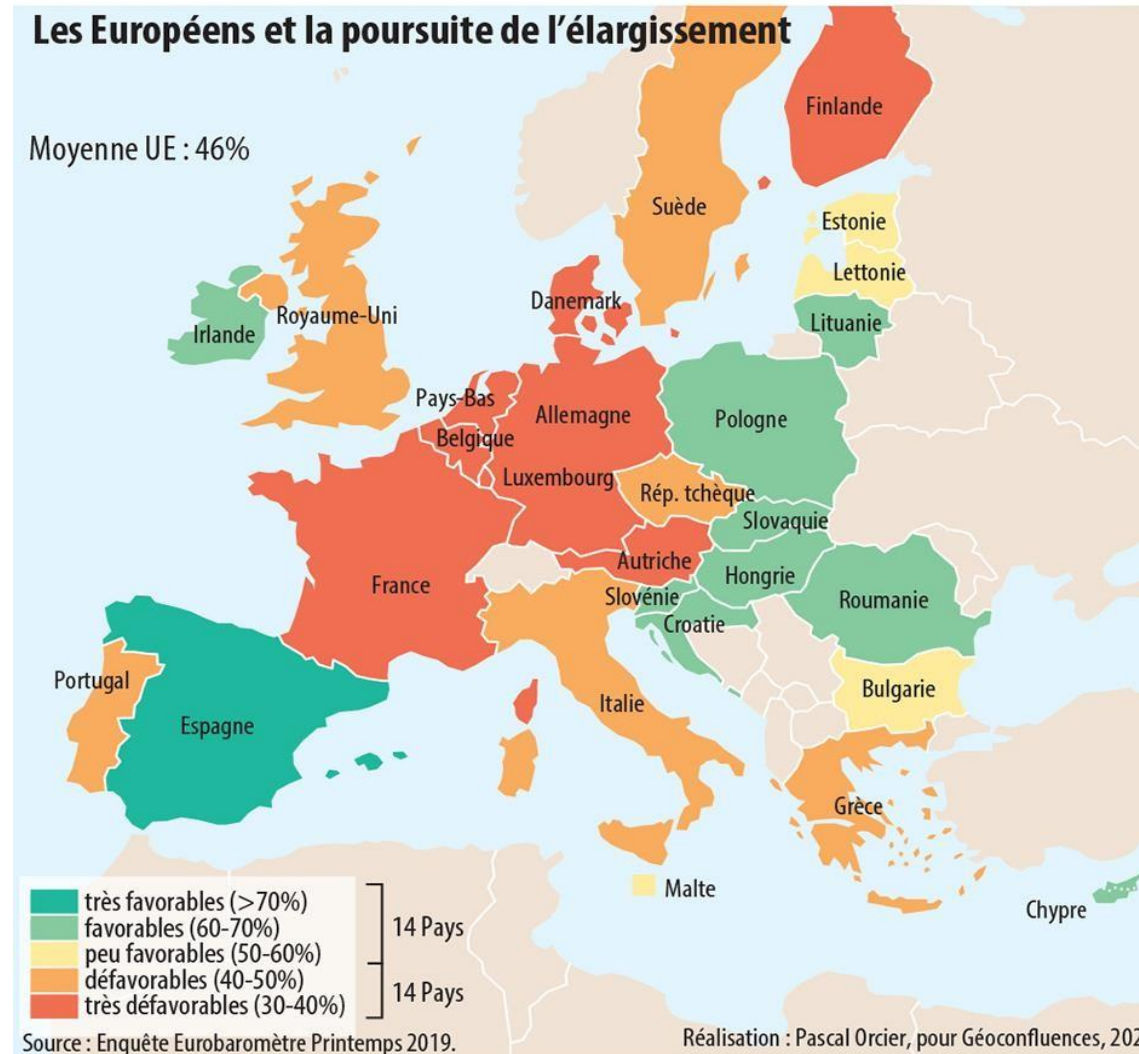 Les Européens et la poursuite de l'élargissement
Moyenne UE : 46%
Finlande
Suède
Estonie
Lettonie
Danemark
Lituanie
Irlande
Royaume-Uni
Pays-Bas
Allemagne
Pologne
Belgique
Luxembourg
Rép. tchèque
Slovaquie
Autriche
Hongrie
France
Slovénie
Roumanie
Croatie
Portugal
Bulgarie
Italie
Espagne
Grèce
Malte
Chypre
très favorables (>70%)
favorables (60-70%)
peu favorables (50-60%)
14 Pays
défavorables (40-50%)
très défavorables (30-40%)
14 Pays
Source : Enquête Eurobaromètre Printemps 2019.
Réalisation : Pascal Orcier, pour Géoconfluences, 202